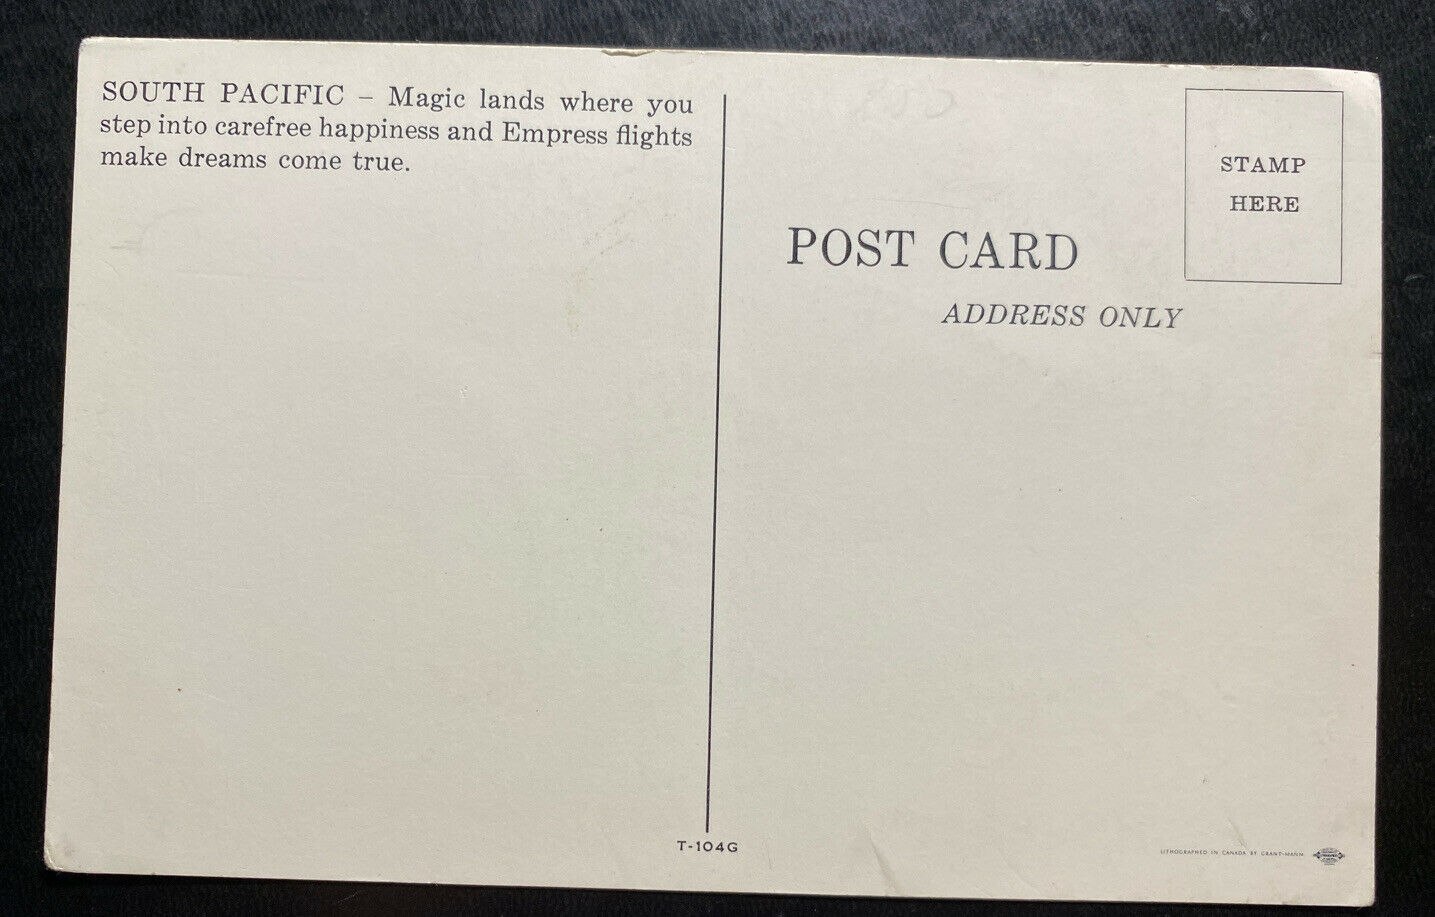 SOUTH PACIFIC – Magic lands where you
step into carefree happiness and Empress flights
make dreams come true.
STAMP
HERE
POST CARD
ADDRESS ONLY
T-104G
LITHOGRAPHED IN CANADA BY GRANT-MANN